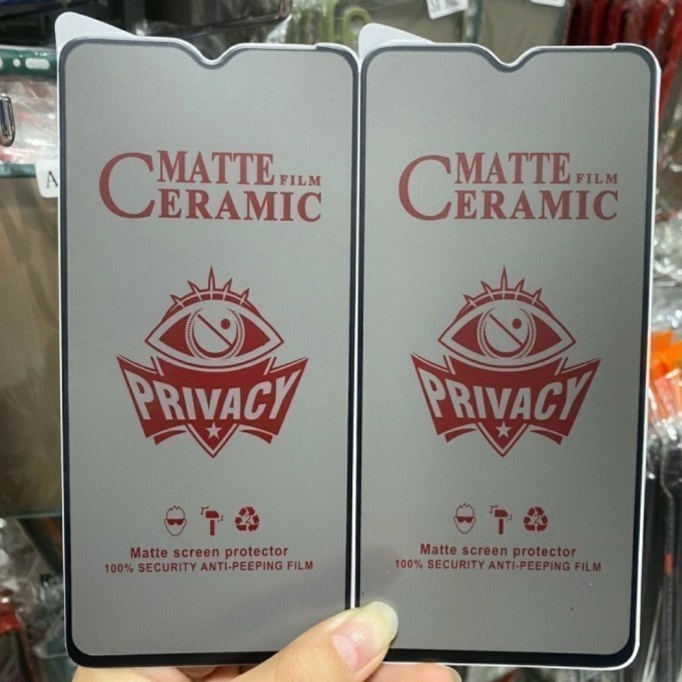 MATTE FILM
CERAMIC
PRIVACY
Matte screen protector
100% SECURITY ANTI-PEEPING FILM
MATTE FILM
CERAMIC
PRIVACY
Matte screen protector
100% SECURITY ANTI-PEEPING FILM
A